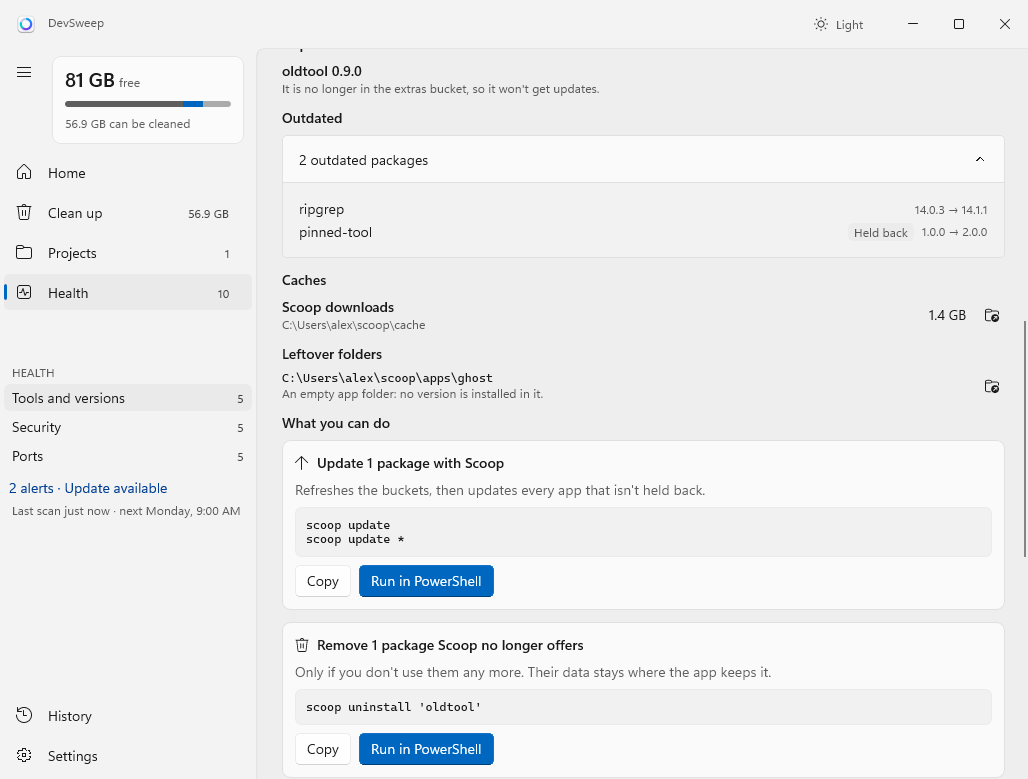 DevSweep
Light
81 GB free
56.9 GB can be cleaned
Home
Clean up 56.9 GB
Projects 1
Health 10
HEALTH
Tools and versions 5
Security 5
Ports 5
2 alerts · Update available
Last scan just now · next Monday, 9:00 AM
History
Settings
oldtool 0.9.0
It is no longer in the extras bucket, so it won't get updates.
Outdated
2 outdated packages
ripgrep 14.0.3 → 14.1.1
pinned-tool Held back 1.0.0 → 2.0.0
Caches
Scoop downloads
C:\Users\alex\scoop\cache
1.4 GB
Leftover folders
C:\Users\alex\scoop\apps\ghost
An empty app folder: no version is installed in it.
What you can do
Update 1 package with Scoop
Refreshes the buckets, then updates every app that isn't held back.
scoop update
scoop update *
Copy Run in PowerShell
Remove 1 package Scoop no longer offers
Only if you don't use them any more. Their data stays where the app keeps it.
scoop uninstall 'oldtool'
Copy Run in PowerShell